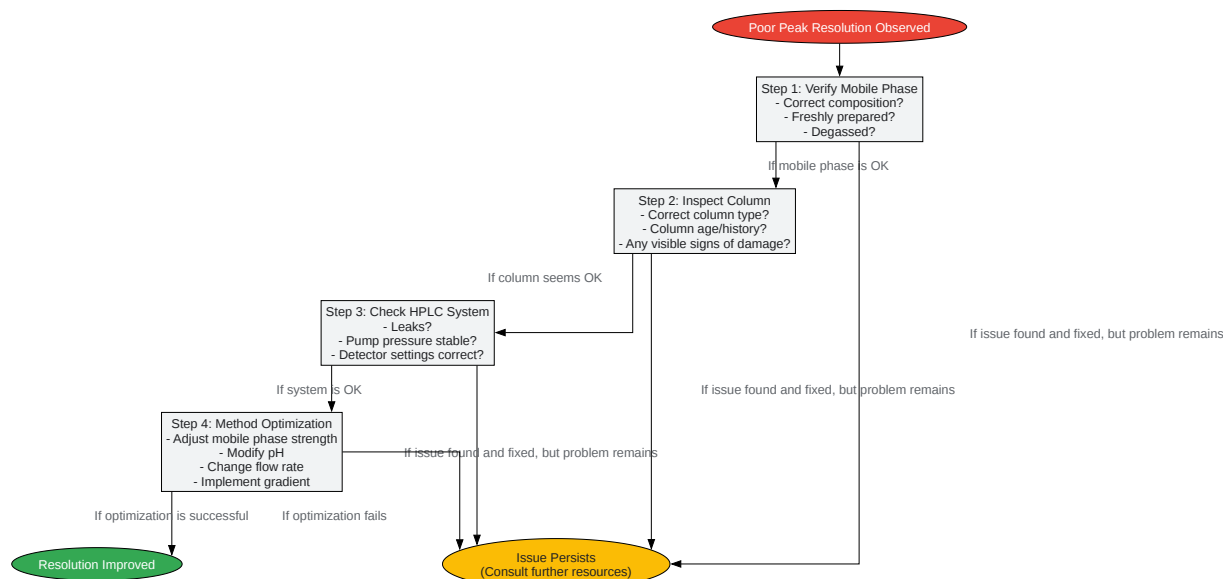 Poor Peak Resolution Observed
Step 1: Verify Mobile Phase
- Correct composition?
- Freshly prepared?
- Degassed?
If mobile phase is OK
Step 2: Inspect Column
- Correct column type?
- Column age/history?
- Any visible signs of damage?
If column seems OK
Step 3: Check HPLC System
- Leaks?
- Pump pressure stable?
- Detector settings correct?
If issue found and fixed, but problem remains
If system is OK
If issue found and fixed, but problem remains
Step 4: Method Optimization
- Adjust mobile phase strength
- Modify pH
- Change flow rate
- Implement gradient
If issue found and fixed, but problem remains
If optimization is successful
If optimization fails
Resolution Improved
Issue Persists
(Consult further resources)